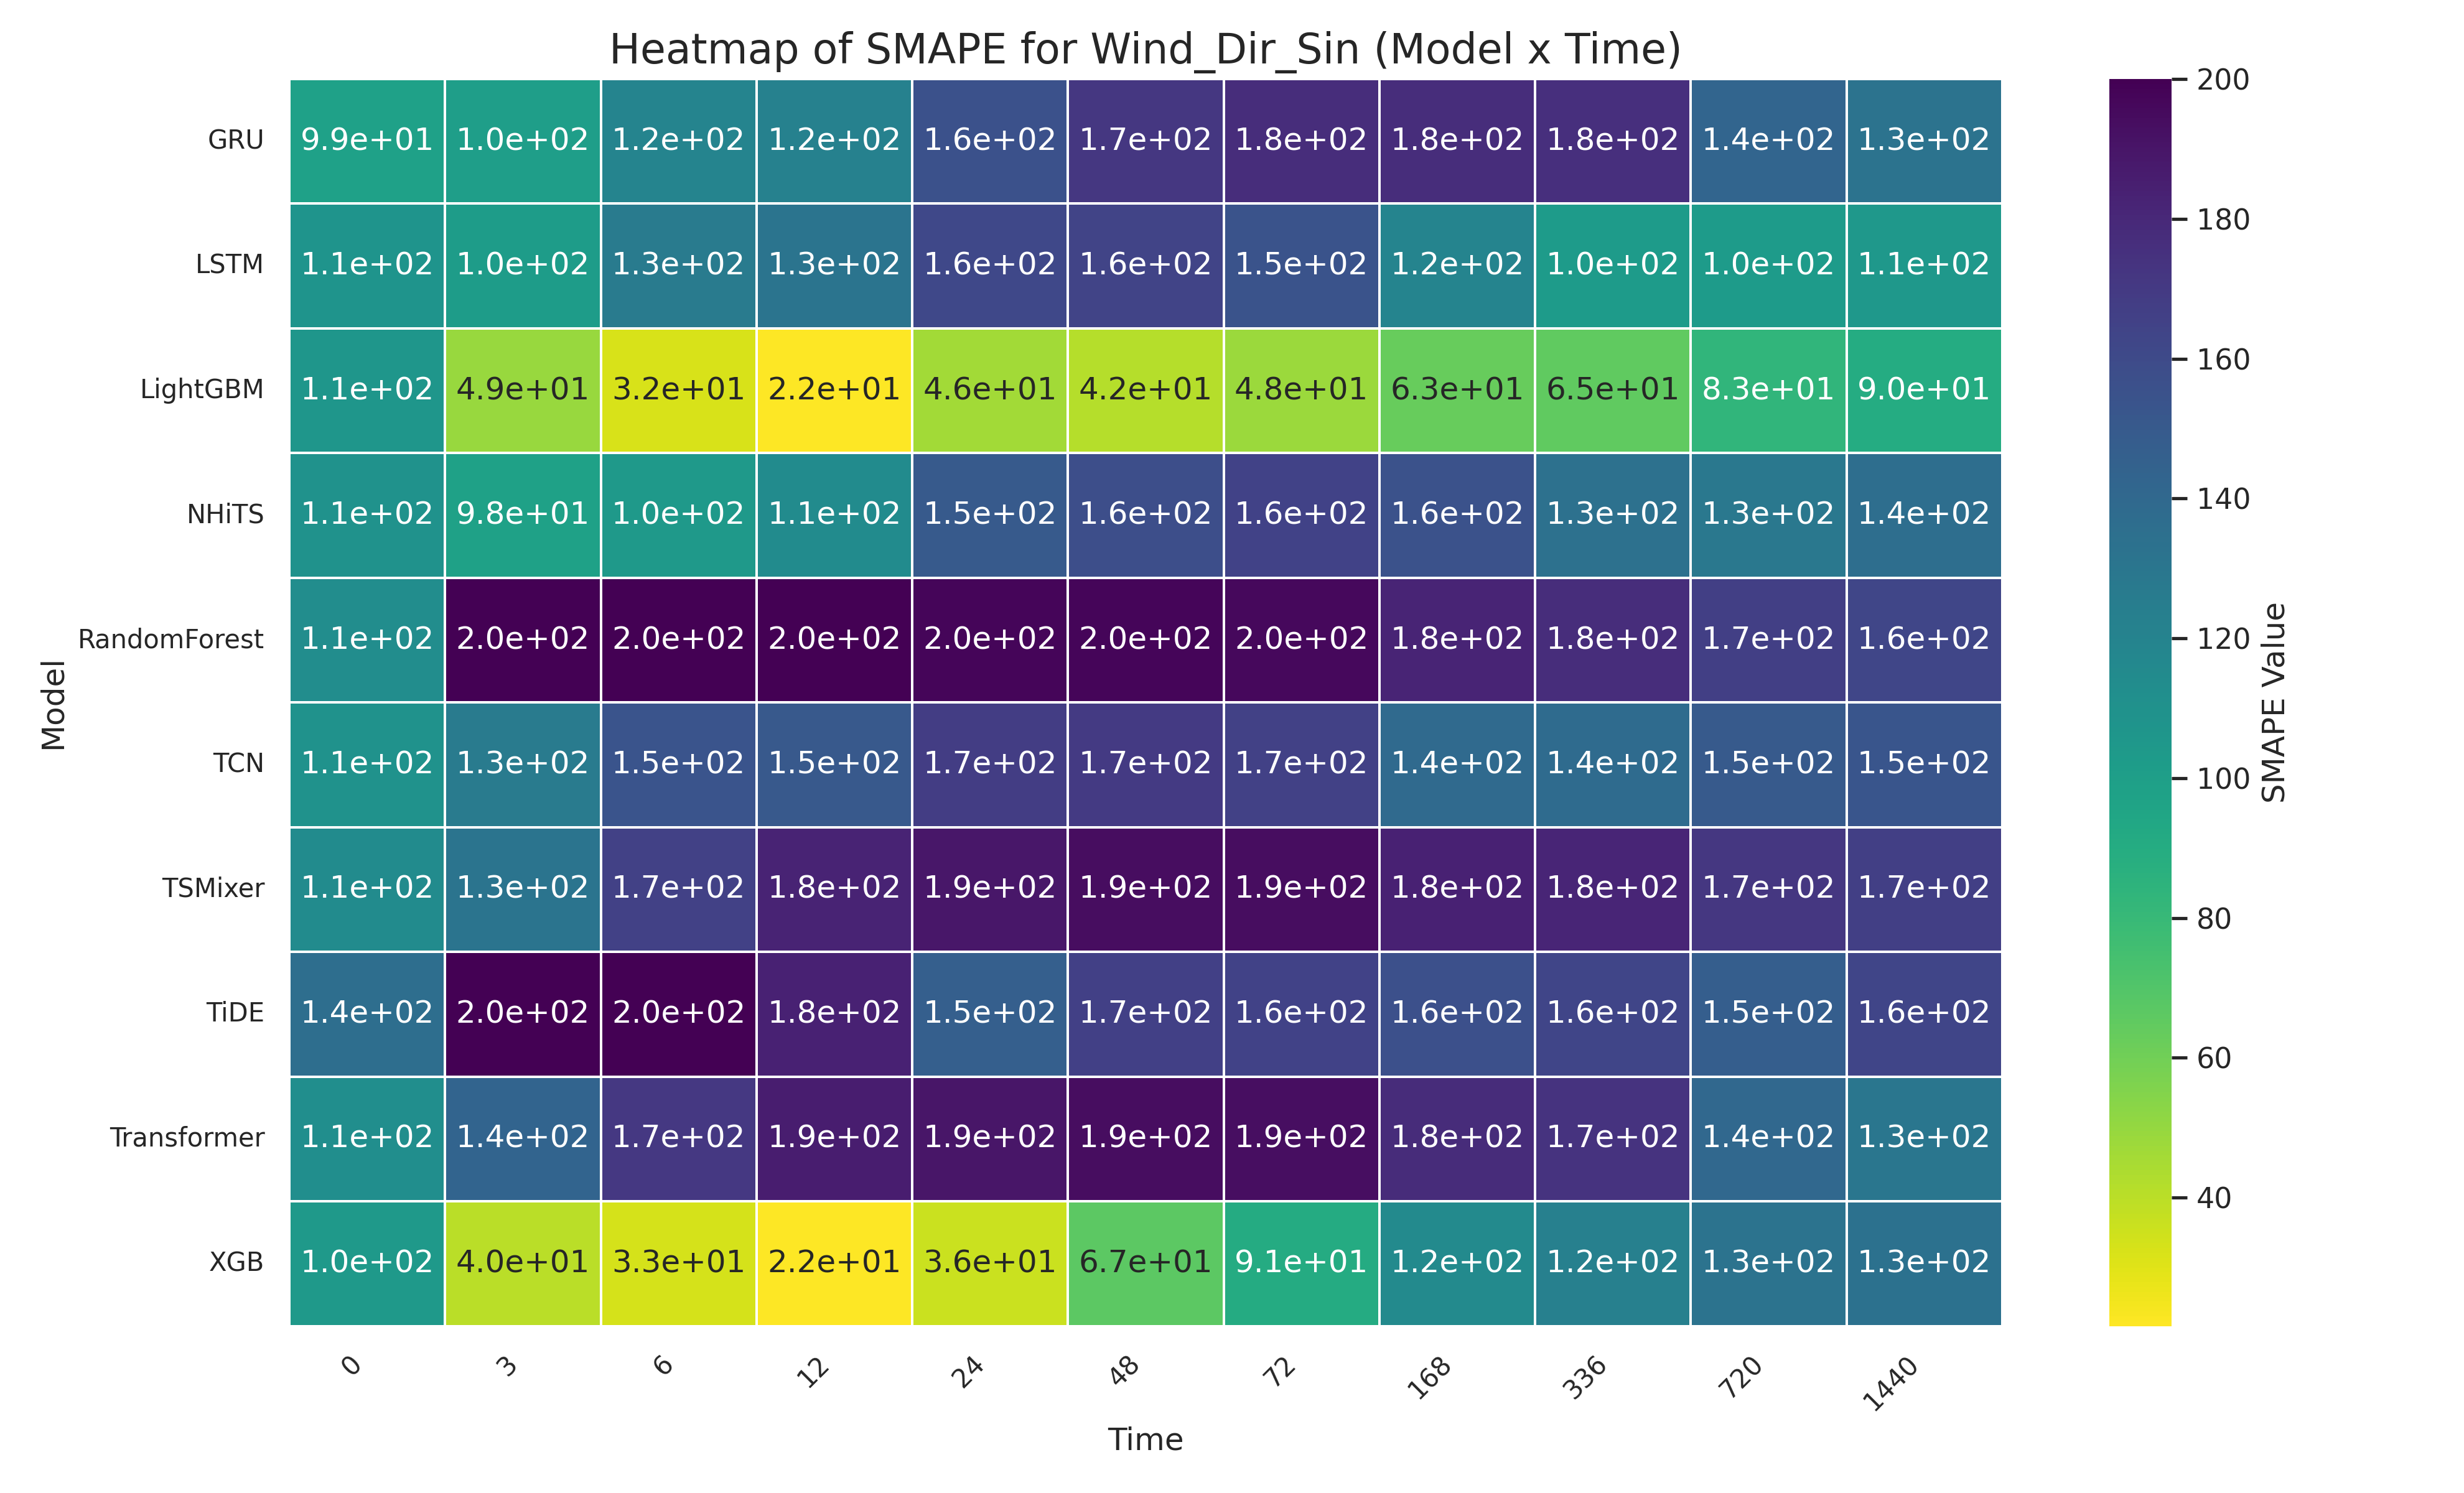 Heatmap of SMAPE for Wind_Dir_Sin (Model x Time)
GRU 9.9e+01 1.0e+02 1.2e+02 1.2e+02 1.6e+02 1.7e+02 1.8e+02 1.8e+02 1.8e+02 1.4e+02 1.3e+02
LSTM 1.1e+02 1.0e+02 1.3e+02 1.3e+02 1.6e+02 1.6e+02 1.5e+02 1.2e+02 1.0e+02 1.0e+02 1.1e+02
LightGBM 1.1e+02 4.9e+01 3.2e+01 2.2e+01 4.6e+01 4.2e+01 4.8e+01 6.3e+01 6.5e+01 8.3e+01 9.0e+01
NHiTS 1.1e+02 9.8e+01 1.0e+02 1.1e+02 1.5e+02 1.6e+02 1.6e+02 1.6e+02 1.3e+02 1.3e+02 1.4e+02
RandomForest 1.1e+02 2.0e+02 2.0e+02 2.0e+02 2.0e+02 2.0e+02 2.0e+02 1.8e+02 1.8e+02 1.7e+02 1.6e+02
TCN 1.1e+02 1.3e+02 1.5e+02 1.5e+02 1.7e+02 1.7e+02 1.7e+02 1.4e+02 1.4e+02 1.5e+02 1.5e+02
TSMixer 1.1e+02 1.3e+02 1.7e+02 1.8e+02 1.9e+02 1.9e+02 1.9e+02 1.8e+02 1.8e+02 1.7e+02 1.7e+02
TiDE 1.4e+02 2.0e+02 2.0e+02 1.8e+02 1.5e+02 1.7e+02 1.6e+02 1.6e+02 1.6e+02 1.5e+02 1.6e+02
Transformer 1.1e+02 1.4e+02 1.7e+02 1.9e+02 1.9e+02 1.9e+02 1.9e+02 1.8e+02 1.7e+02 1.4e+02 1.3e+02
XGB 1.0e+02 4.0e+01 3.3e+01 2.2e+01 3.6e+01 6.7e+01 9.1e+01 1.2e+02 1.2e+02 1.3e+02 1.3e+02
0 3 6 12 24 48 72 168 336 720 1440
Time
Model
200
180
160
140
120
100
80
60
40
SMAPE Value